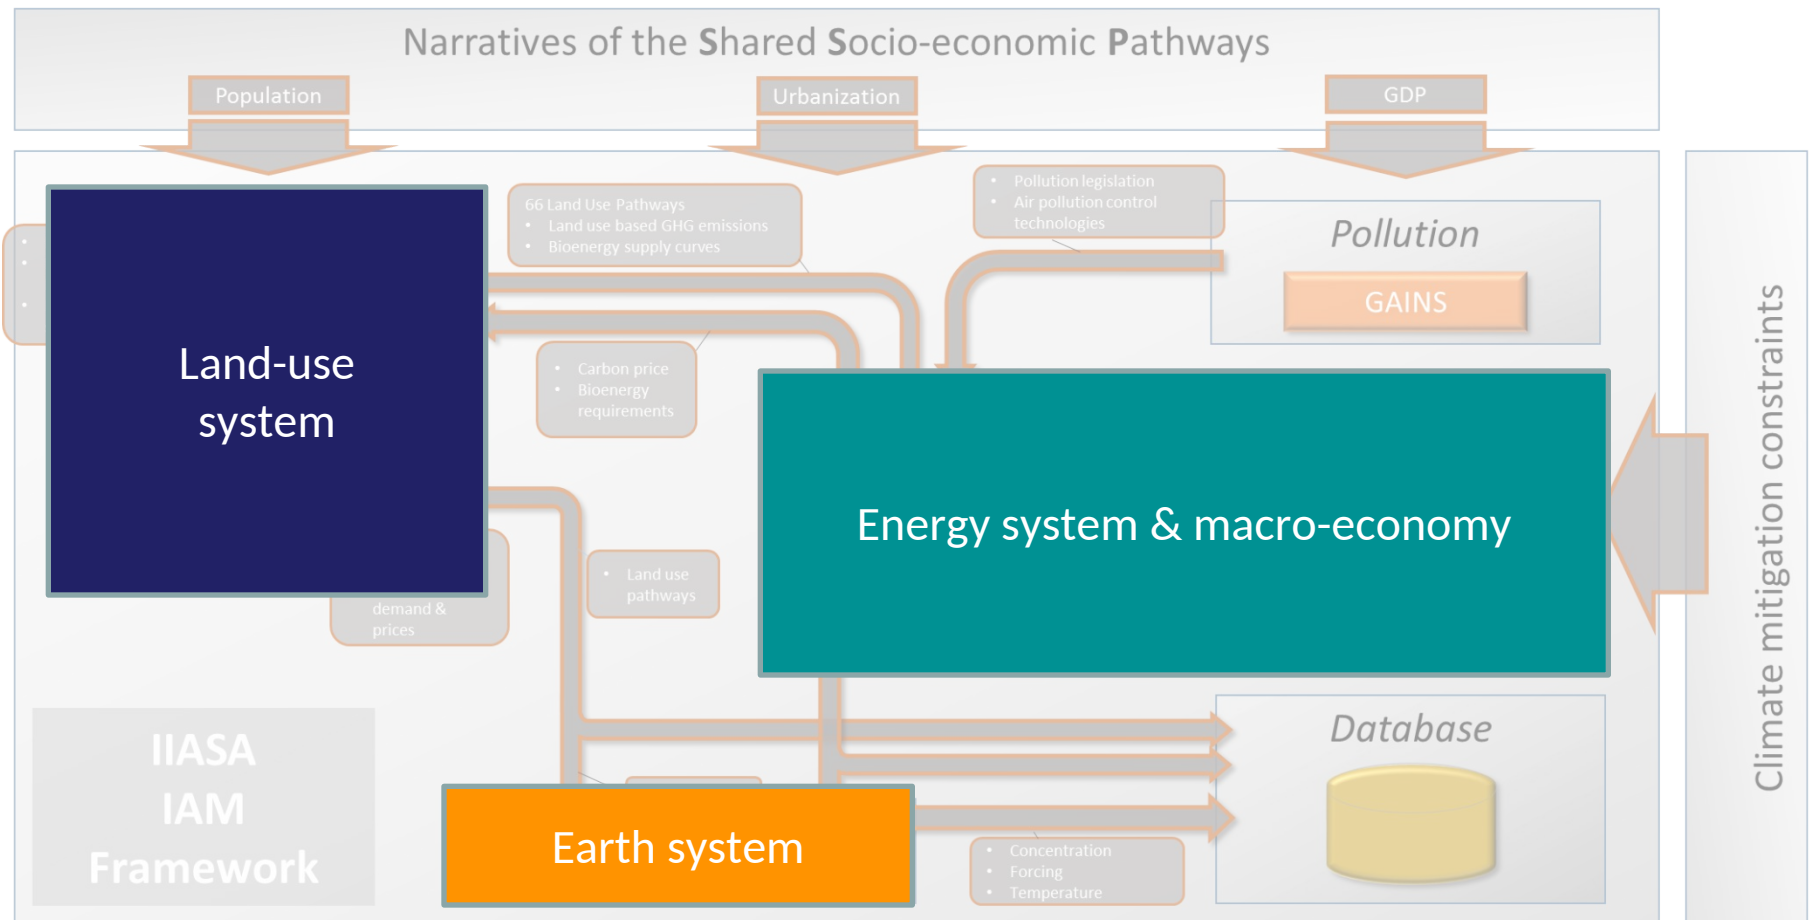 Narratives of the Shared Socio-economic Pathways
Population
Urbanization
GDP
66 Land Use Pathways
• Land use based GHG emissions
• Bioenergy supply curves
• Pollution legislation
• Air pollution control
technologies
Pollution
GAINS
Land-use
system
• Carbon price
• Bioenergy
requirements
Energy system & macro-economy
Climate mitigation constraints
• Land use
pathways
demand &
prices
IIASA
IAM
Framework
Database
Earth system
• Concentration
• Forcing
• Temperature